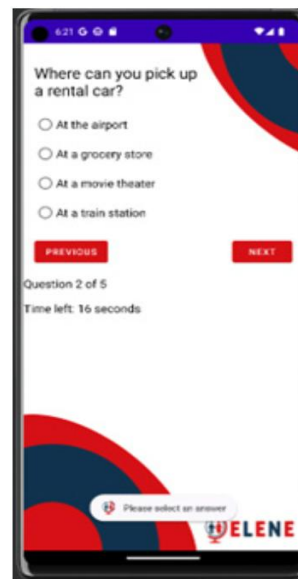 6:21
Where can you pick up
a rental car?
At the airport
At a grocery store
At a movie theater
At a train station
PREVIOUS
NEXT
Question 2 of 5
Time left: 16 seconds
Please select an answer
ELENE